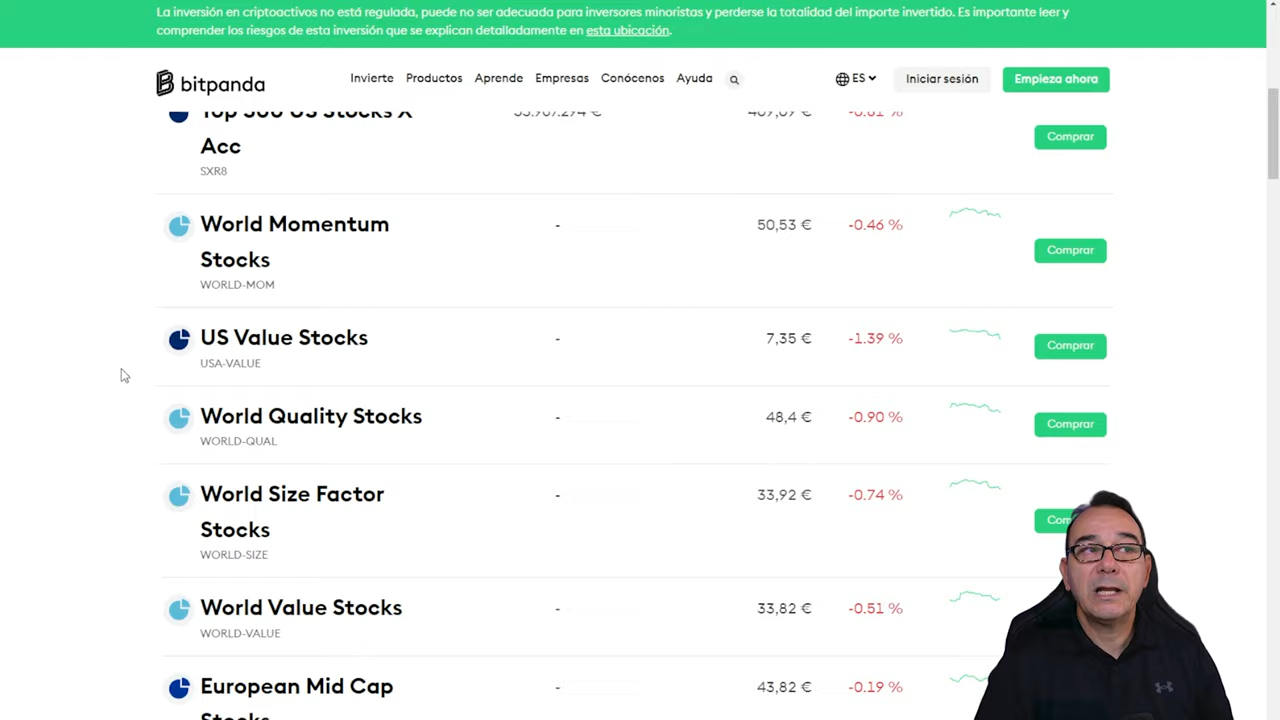 La inversión en criptoactivos no está regulada, puede no ser adecuada para inversores minoristas y perderse la totalidad del importe invertido. Es importante leer y
comprender los riesgos de esta inversión que se explican detalladamente en esta ubicación.
bitpanda Invierte Productos Aprende Empresas Conócenos Ayuda ES Iniciar sesión Empieza ahora
Top 500 US Stocks X
Acc
Comprar
SXR8
World Momentum - 50,53 € -0.46 %
Stocks
Comprar
WORLD-MOM
US Value Stocks - 7,35 € -1.39 %
Comprar
USA-VALUE
World Quality Stocks - 48,4 € -0.90 %
Comprar
WORLD-QUAL
World Size Factor - 33,92 € -0.74 %
Stocks
WORLD-SIZE
World Value Stocks - 33,82 € -0.51 %
WORLD-VALUE
European Mid Cap - 43,82 € -0.19 %
Stocks